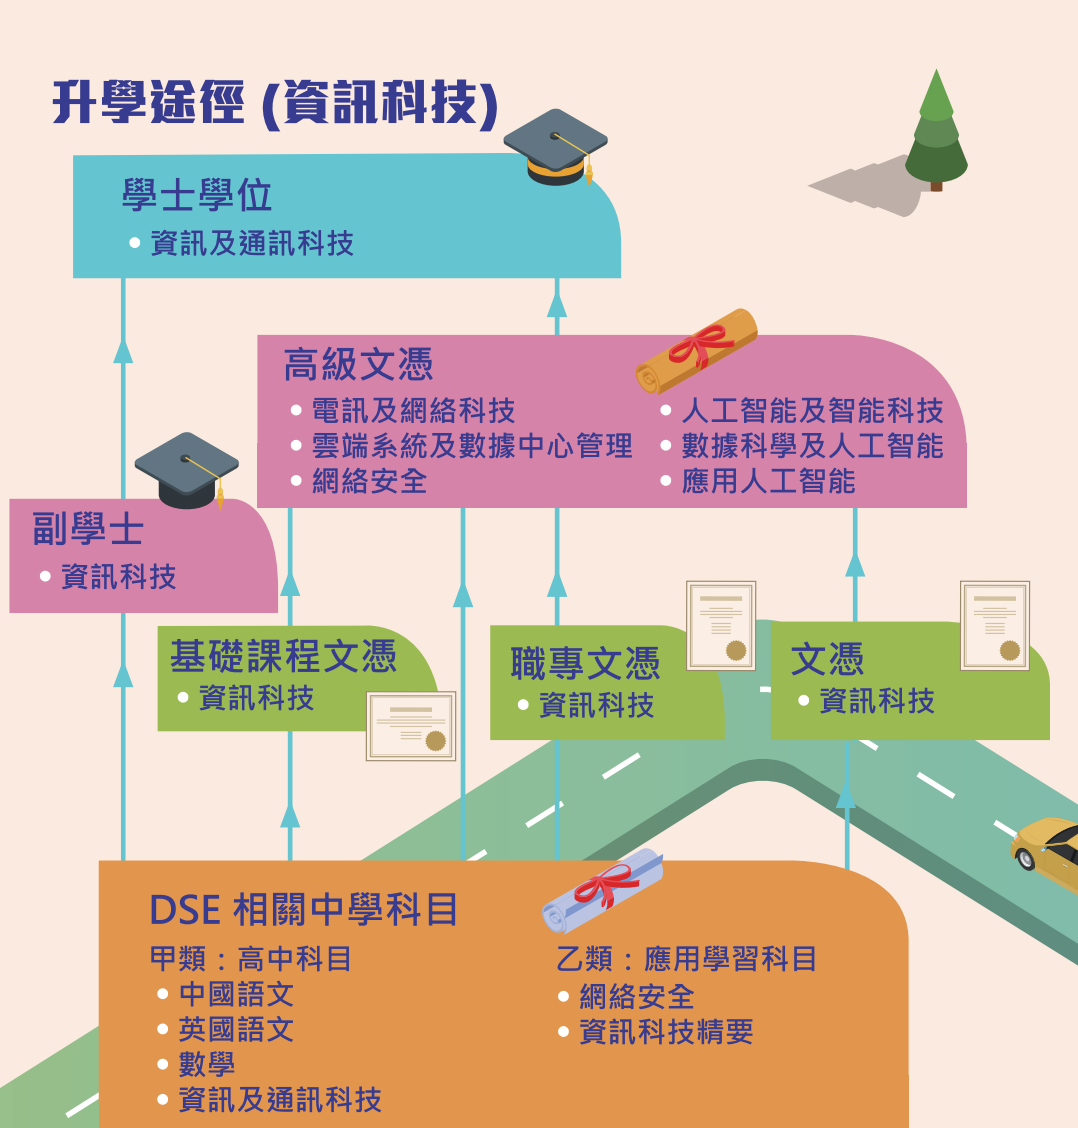 升學途徑 (資訊科技)
學士學位
• 資訊及通訊科技
高級文憑
• 電訊及網絡科技
• 雲端系統及數據中心管理
• 網絡安全
• 人工智能及智能科技
• 數據科學及人工智能
• 應用人工智能
副學士
• 資訊科技
基礎課程文憑
• 資訊科技
職專文憑
• 資訊科技
文憑
• 資訊科技
DSE 相關中學科目
甲類：高中科目
• 中國語文
• 英國語文
• 數學
• 資訊及通訊科技
乙類：應用學習科目
• 網絡安全
• 資訊科技精要